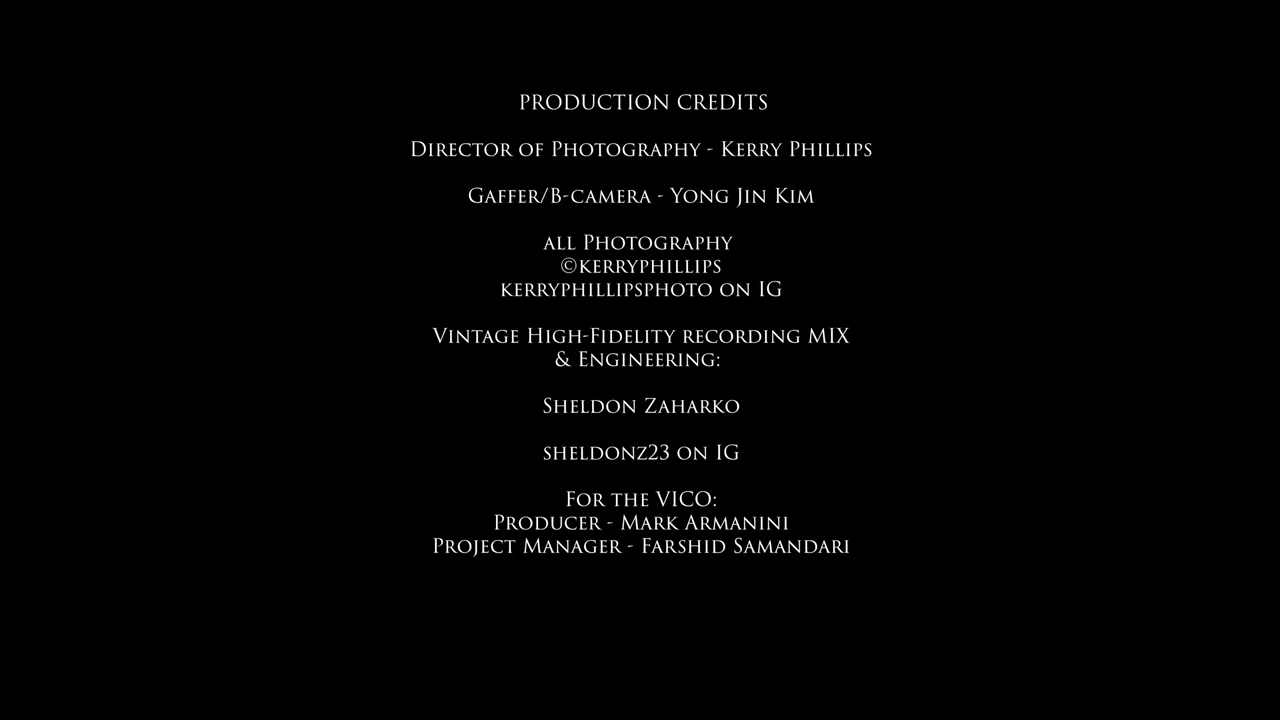 PRODUCTION CREDITS
DIRECTOR OF PHOTOGRAPHY - KERRY PHILLIPS
GAFFER/B-CAMERA - YONG JIN KIM
ALL PHOTOGRAPHY
©KERRYPHILLIPS
KERRYPHILLIPSPHOTO ON IG
VINTAGE HIGH-FIDELITY RECORDING MIX
& ENGINEERING:
SHELDON ZAHARKO
SHELDONZ23 ON IG
FOR THE VICO:
PRODUCER - MARK ARMANINI
PROJECT MANAGER - FARSHID SAMANDARI